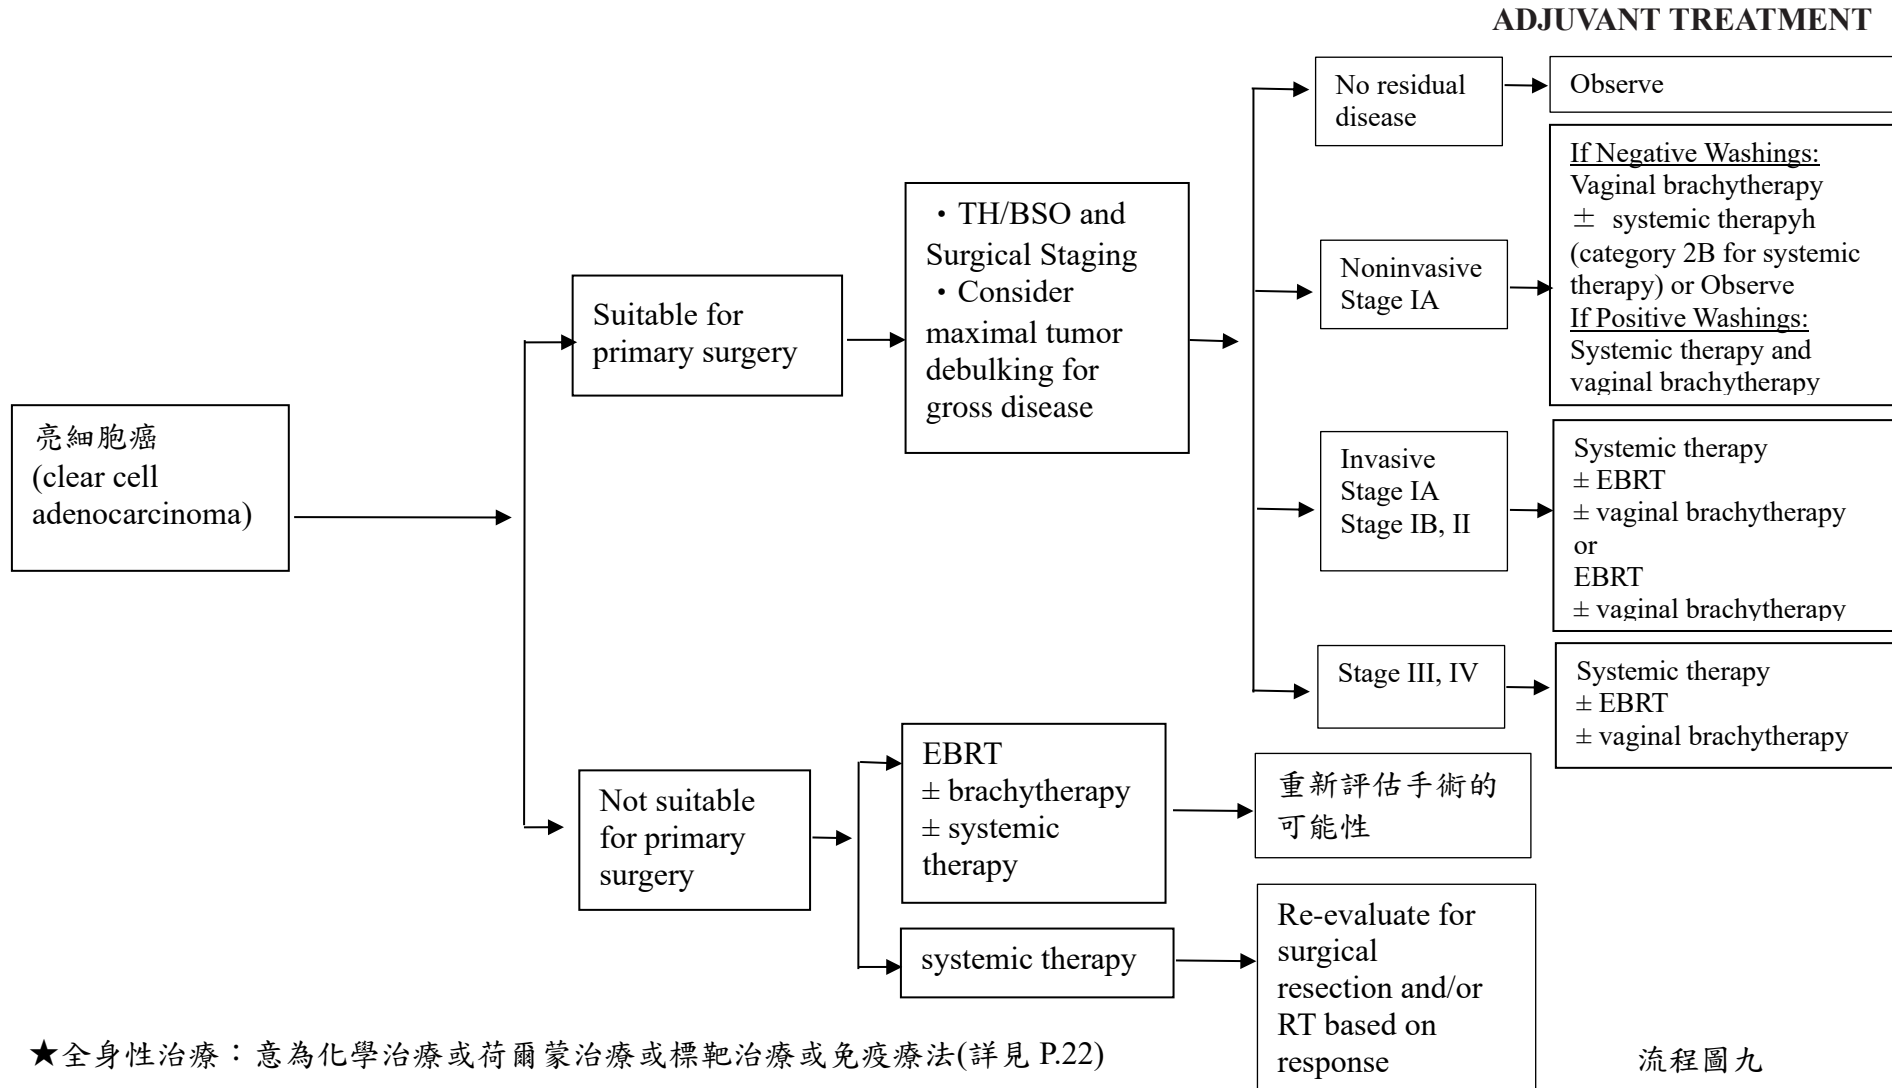 ADJUVANT TREATMENT
亮細胞癌
(clear cell
adenocarcinoma)
Suitable for
primary surgery
・TH/BSO and
Surgical Staging
・Consider
maximal tumor
debulking for
gross disease
No residual
disease
Observe
Noninvasive
Stage IA
If Negative Washings:
Vaginal brachytherapy
± systemic therapyh
(category 2B for systemic
therapy) or Observe
If Positive Washings:
Systemic therapy and
vaginal brachytherapy
Invasive
Stage IA
Stage IB, II
Systemic therapy
± EBRT
± vaginal brachytherapy
or
EBRT
± vaginal brachytherapy
Stage III, IV
Systemic therapy
± EBRT
± vaginal brachytherapy
Not suitable
for primary
surgery
EBRT
± brachytherapy
± systemic
therapy
重新評估手術的
可能性
systemic therapy
Re-evaluate for
surgical
resection and/or
RT based on
response
★全身性治療：意為化學治療或荷爾蒙治療或標靶治療或免疫療法(詳見 P.22)
流程圖九